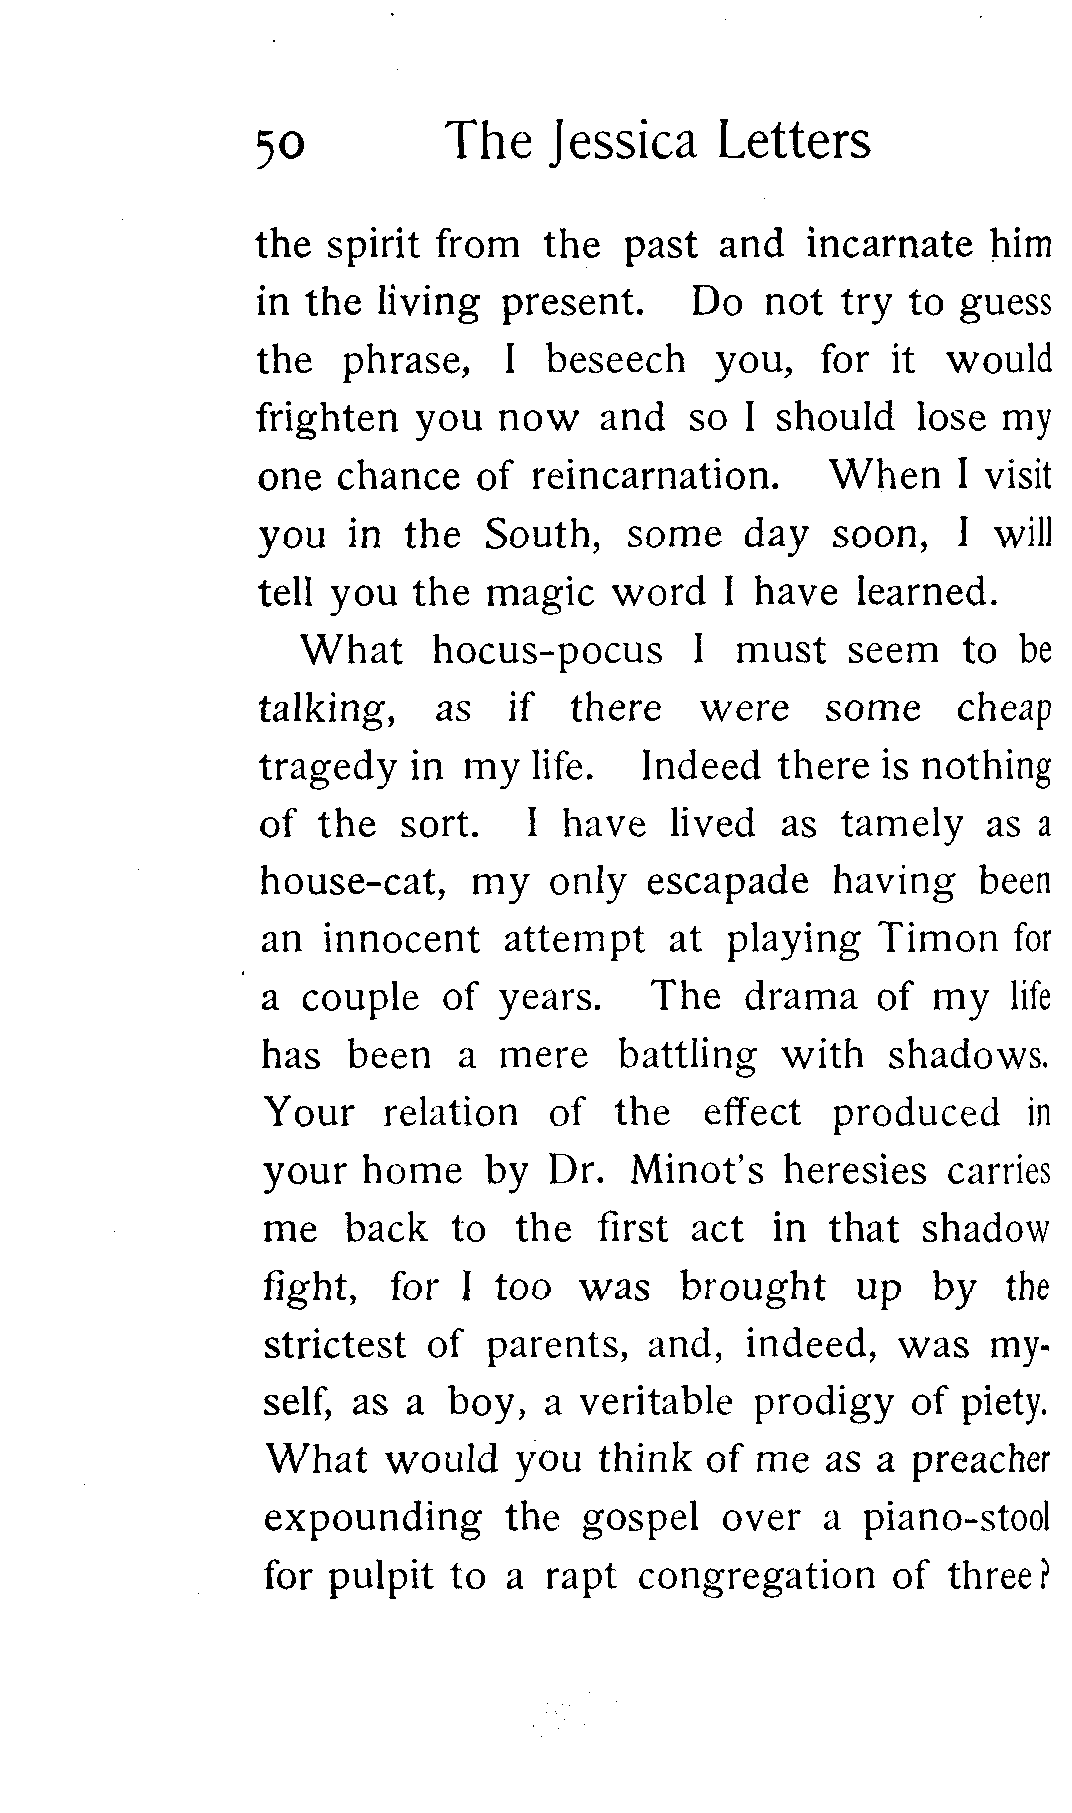 50 The Jessica Letters
the spirit from the past and incarnate him
in the living present. Do not try to guess
the phrase, I beseech you, for it would
frighten you now and so I should lose my
one chance of reincarnation. When I visit
you in the South, some day soon, I will
tell you the magic word I have learned.
What hocus-pocus I must seem to be
talking, as if there were some cheap
tragedy in my life. Indeed there is nothing
of the sort. I have lived as tamely as a
house-cat, my only escapade having been
an innocent attempt at playing Timon for
a couple of years. The drama of my life
has been a mere battling with shadows.
Your relation of the effect produced in
your home by Dr. Minot's heresies carries
me back to the first act in that shadow
fight, for I too was brought up by the
strictest of parents, and, indeed, was my-
self, as a boy, a veritable prodigy of piety.
What would you think of me as a preacher
expounding the gospel over a piano-stool
for pulpit to a rapt congregation of three?